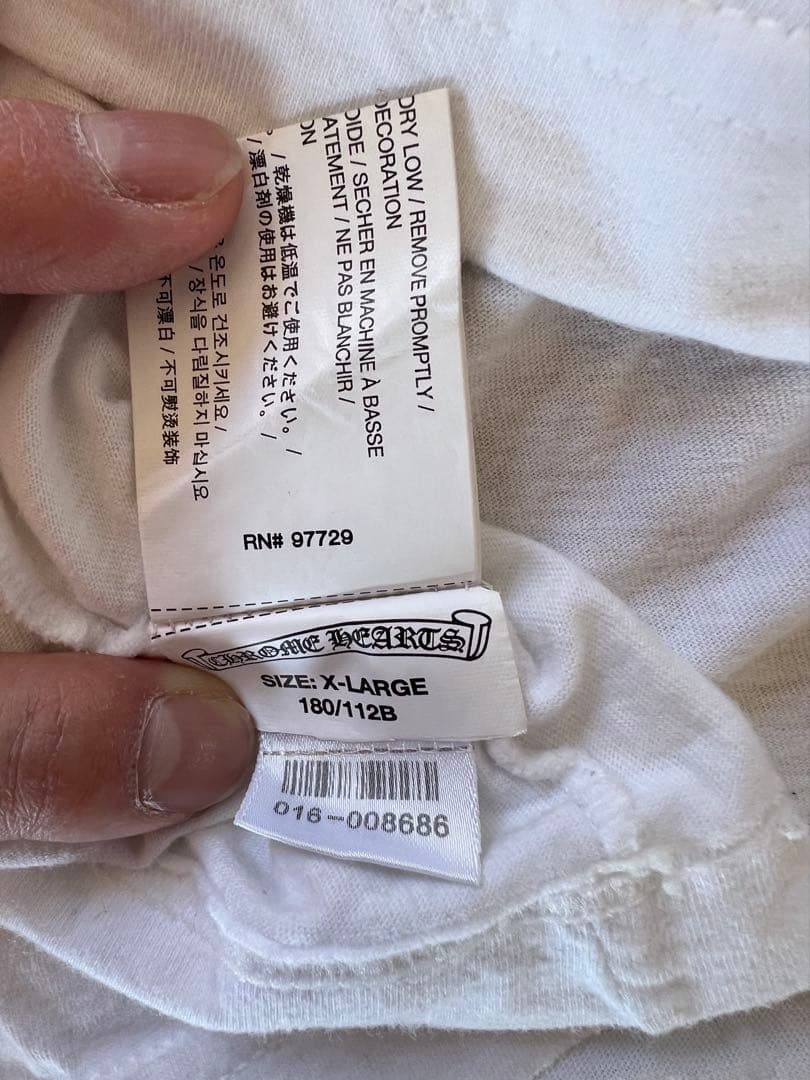 DRY LOW / REMOVE PROMPTLY /
DECORATION
OIDE / SECHER EN MACHINE À BASSE
ATEMENT / NE PAS BLANCHIR /
ON
/ 乾燥機は低温でご使用ください。 /
/ 漂白剤の使用はお避けください。 /
온도로 건조시키세요 /
/ 장식을 다림질하지 마십시오
不可漂白 / 不可熨烫装饰
RN# 97729
CHROME HEARTS
SIZE: X-LARGE
180/112B
016-008686